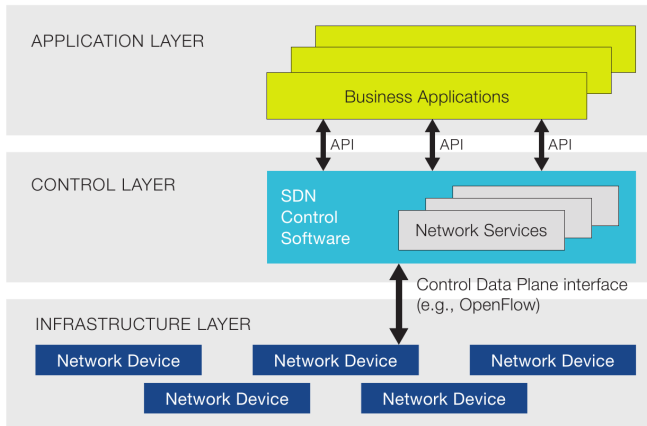 APPLICATION LAYER
Business Applications
API
API
API
CONTROL LAYER
SDN
Control
Software
Network Services
Control Data Plane interface
(e.g., OpenFlow)
INFRASTRUCTURE LAYER
Network Device
Network Device
Network Device
Network Device
Network Device